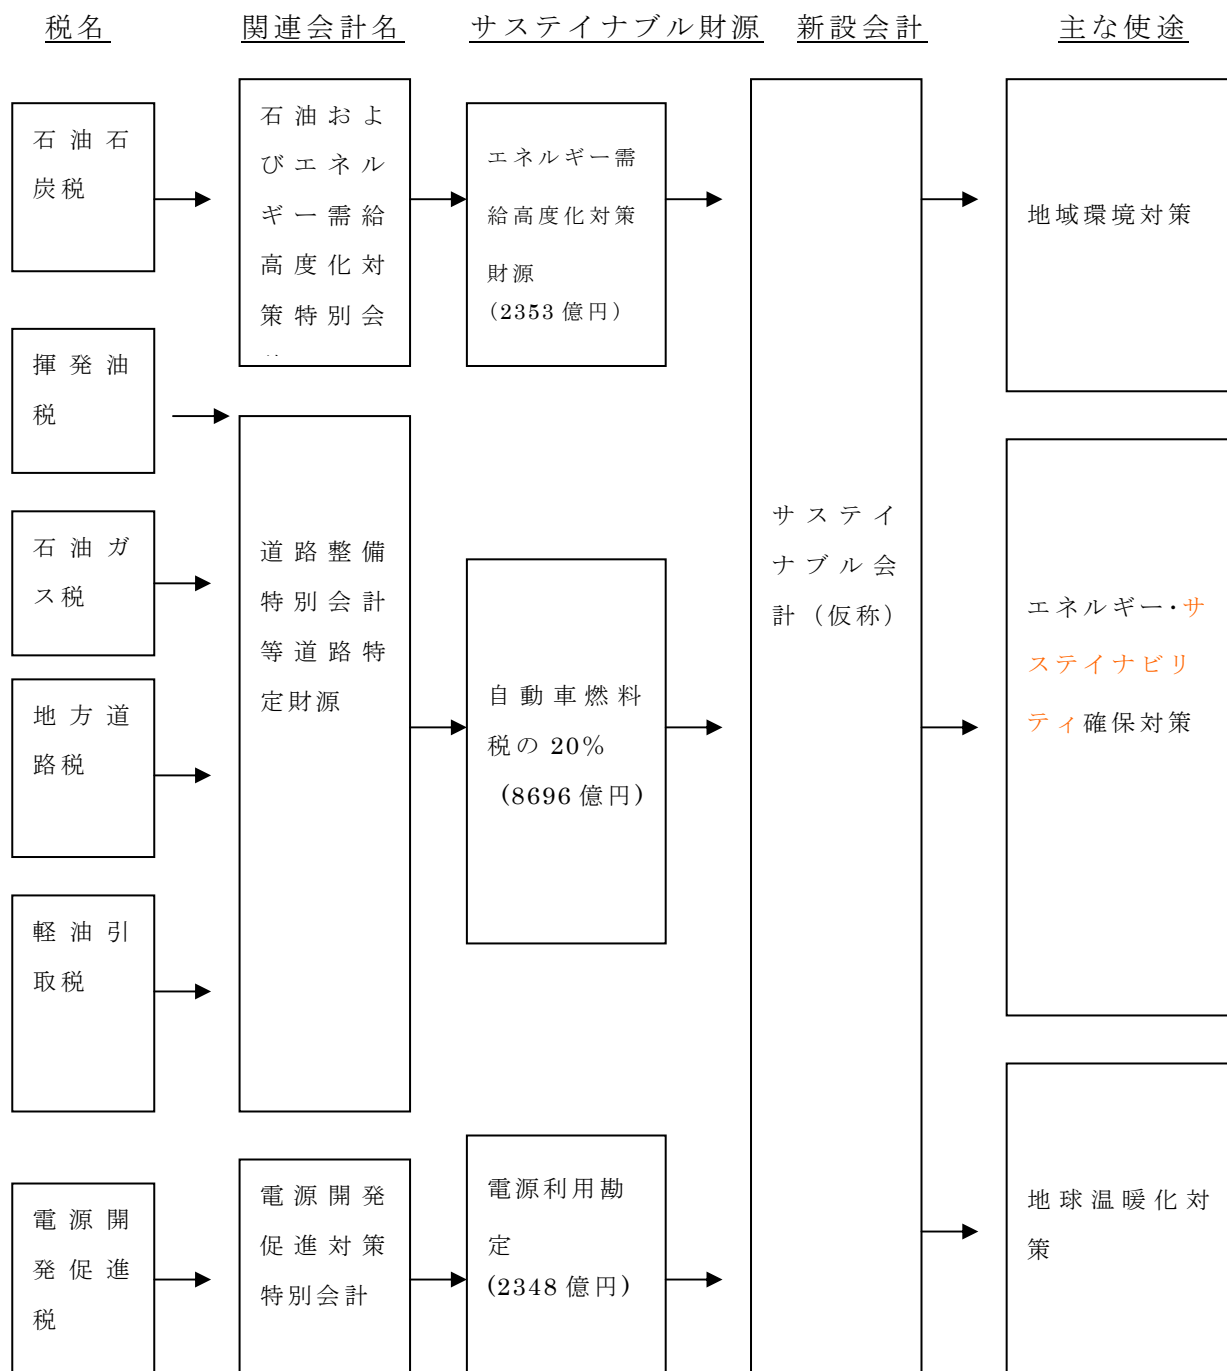 税名
関連会計名
サステイナブル財源
新設会計
主な使途
石油石
炭税
揮発油
税
石油ガ
ス税
地方道
路税
軽油引
取税
電源開
発促進
税
石油およ
びエネル
ギー需給
高度化対
策特別会
道路整備
特別会計
等道路特
定財源
電源開発
促進対策
特別会計
エネルギー需
給高度化対策
財源
(2353億円)
自動車燃料
税の20%
(8696億円)
電源利用勘
定
(2348億円)
サステイ
ナブル会
計(仮称)
地域環境対策
エネルギー・サ
ステイナビリ
ティ確保対策
地球温暖化対
策